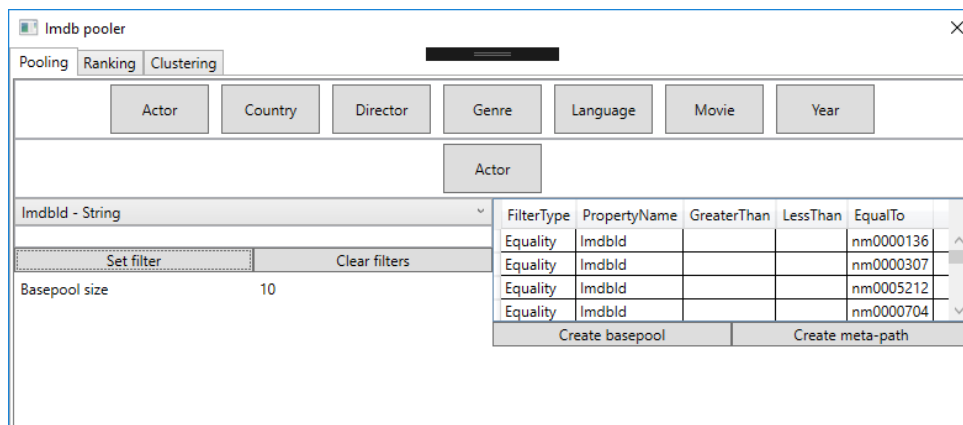 Imdb pooler
Pooling Ranking Clustering
Actor Country Director Genre Language Movie Year
Actor
ImdbId - String
FilterType PropertyName GreaterThan LessThan EqualTo
Equality ImdbId nm0000136
Equality ImdbId nm0000307
Equality ImdbId nm0005212
Equality ImdbId nm0000704
Set filter Clear filters
Basepool size 10
Create basepool Create meta-path